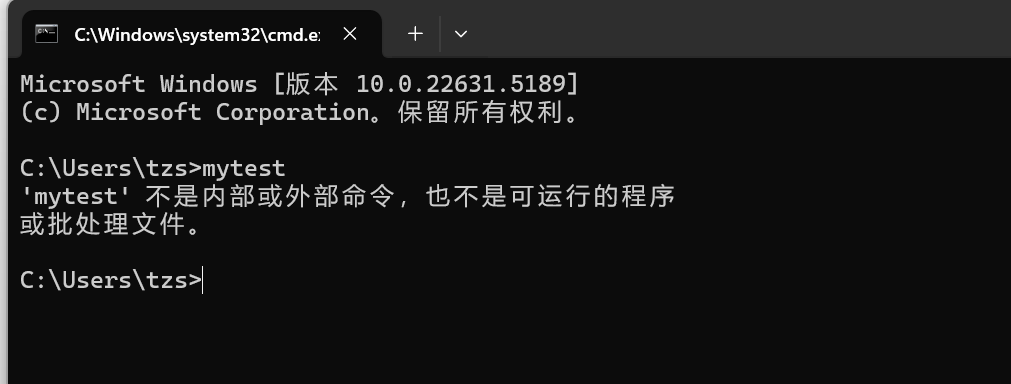 C:\Windows\system32\cmd.e
Microsoft Windows [版本 10.0.22631.5189]
(c) Microsoft Corporation。保留所有权利。
C:\Users\tzs>mytest
'mytest' 不是内部或外部命令，也不是可运行的程序
或批处理文件。
C:\Users\tzs>